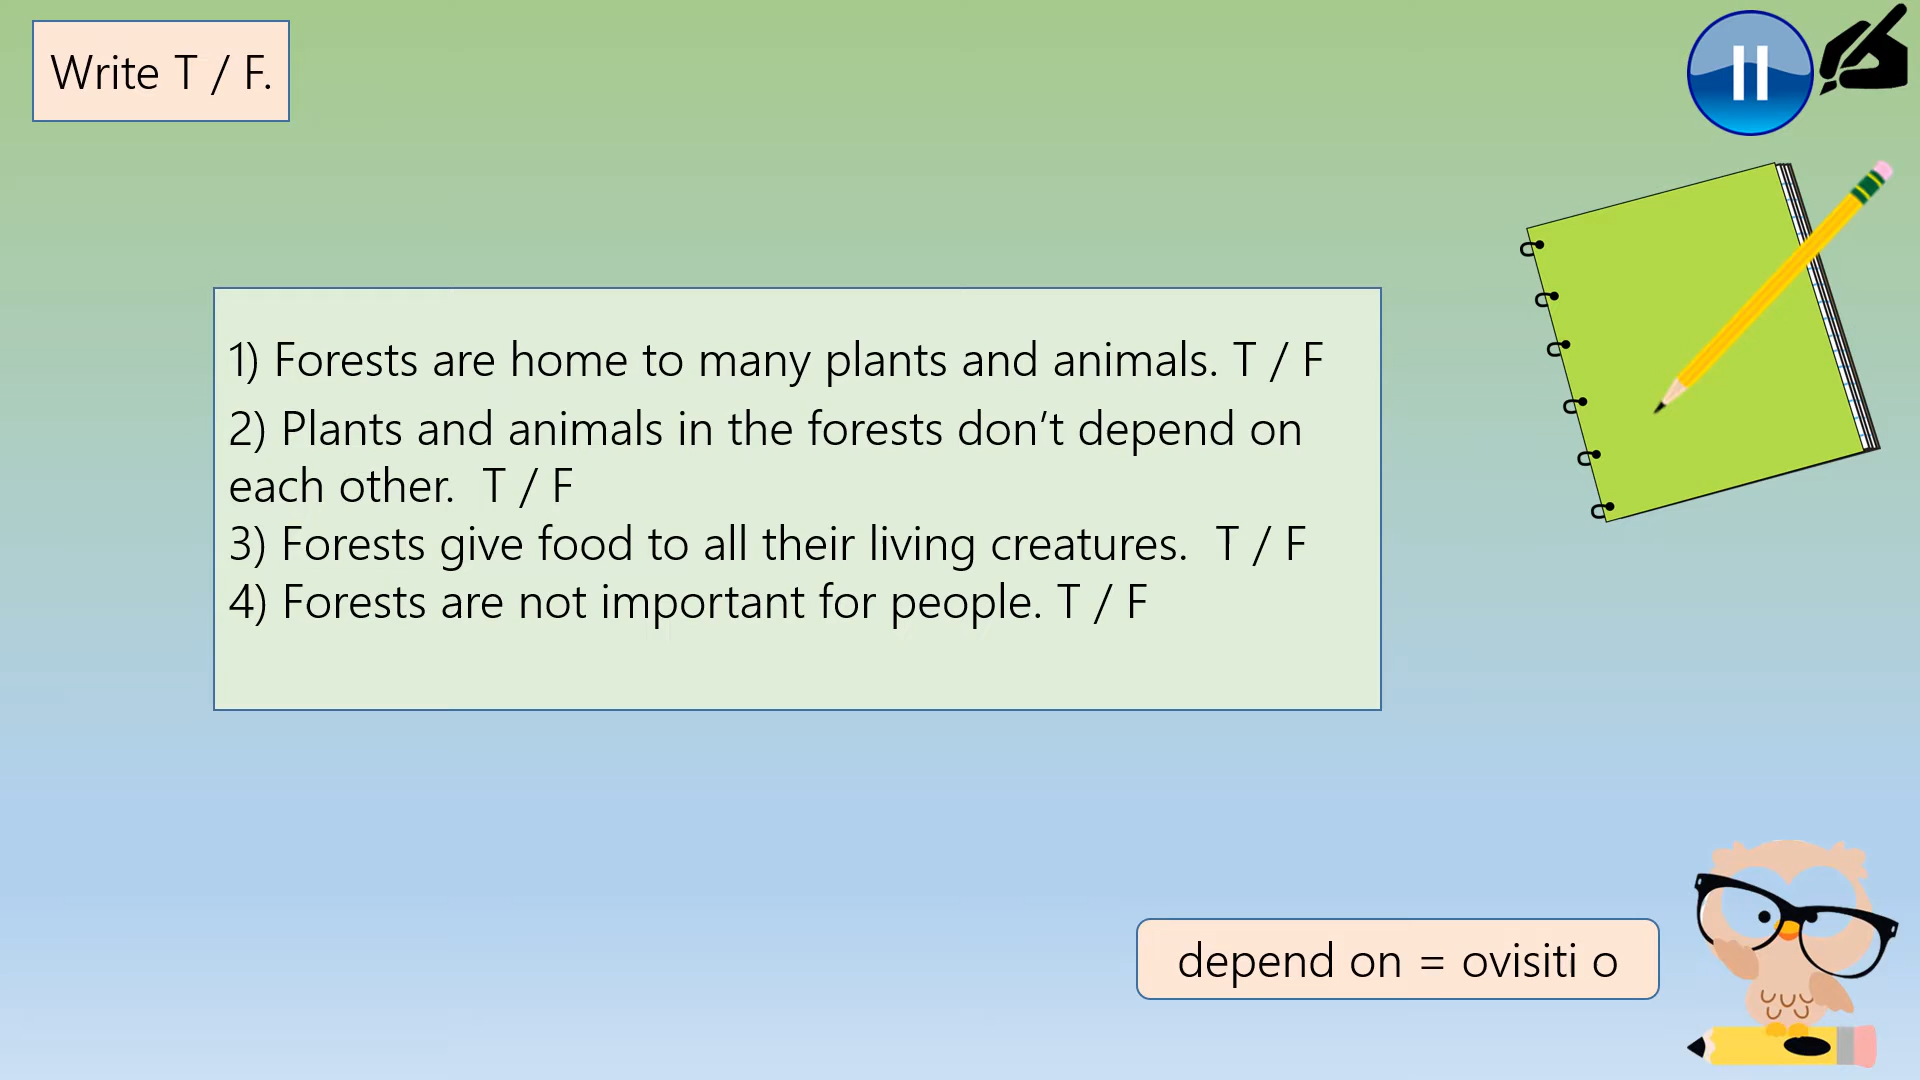 Write T / F.
1) Forests are home to many plants and animals. T / F
2) Plants and animals in the forests don’t depend on
each other.  T / F
3) Forests give food to all their living creatures.  T / F
4) Forests are not important for people. T / F
depend on = ovisiti o